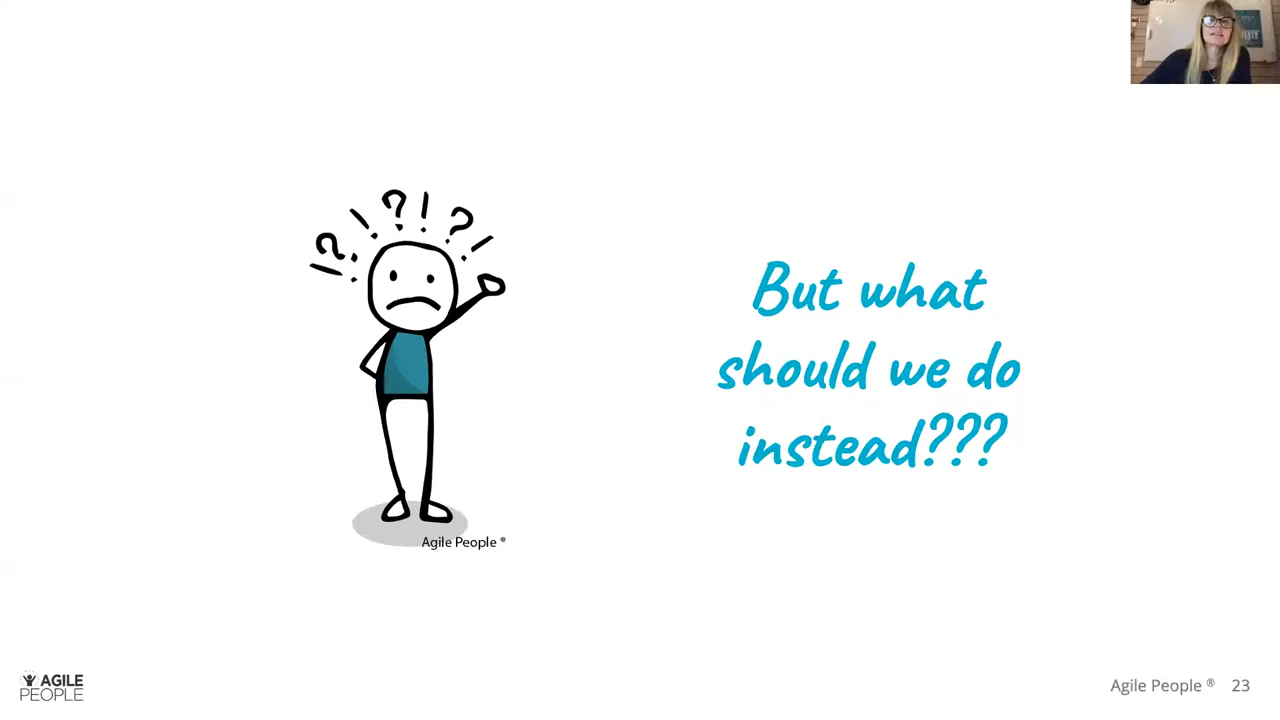 ! ? ! ? ! ? !
But what
should we do
instead???
Agile People ®
AGILE
PEOPLE
Agile People ® 23